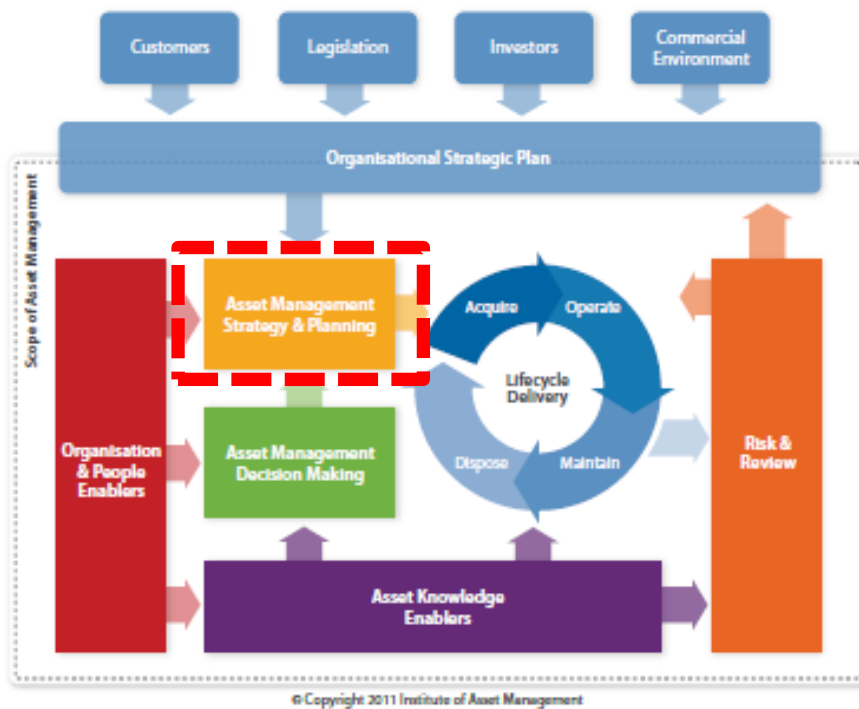 Customers
Legislation
Investors
Commercial
Environment
Organisational Strategic Plan
Scope of Asset Management
Asset Management
Strategy & Planning
Acquire
Operate
Lifecycle
Delivery
Organisation
& People
Enablers
Asset Management
Decision Making
Dispose
Maintain
Risk &
Review
Asset Knowledge
Enablers
© Copyright 2011 Institute of Asset Management